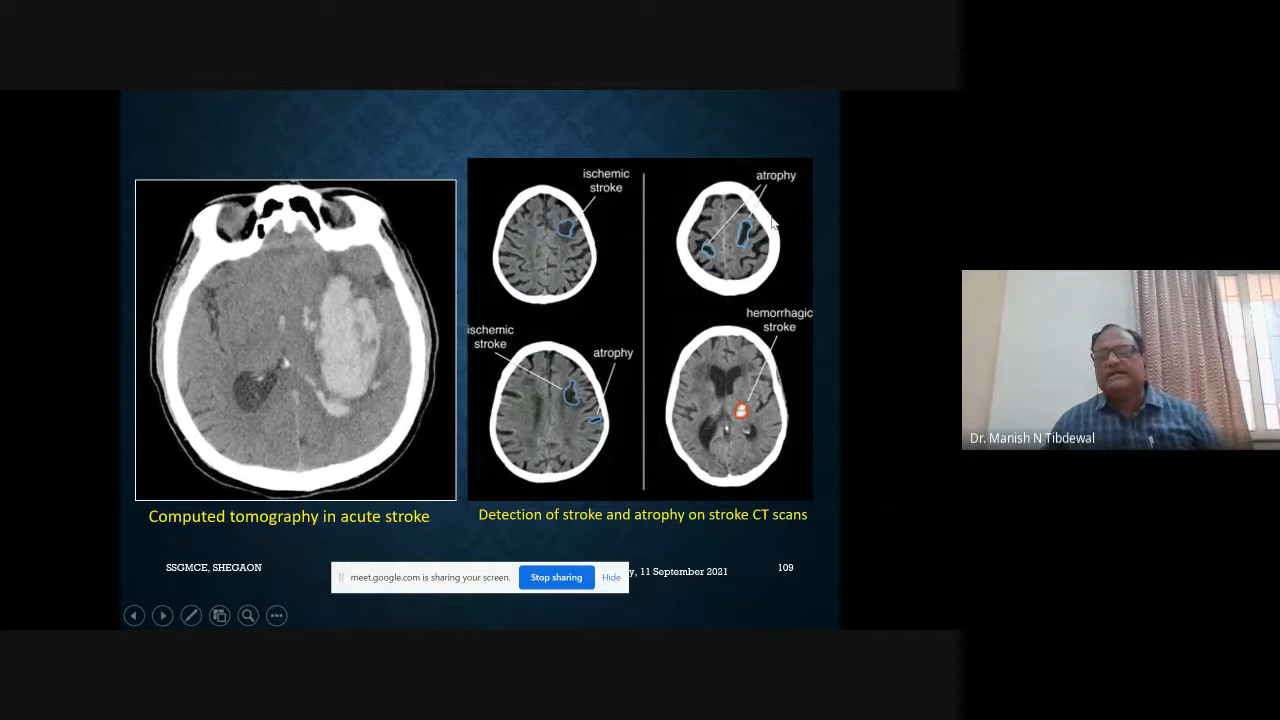 ischemic
stroke
atrophy
ischemic
stroke
atrophy
hemorrhagic
stroke
Computed tomography in acute stroke
Detection of stroke and atrophy on stroke CT scans
SSGMCE, SHEGAON
y, 11 September 2021
109
meet.google.com is sharing your screen.
Stop sharing
Hide
Dr. Manish N Tibdewal